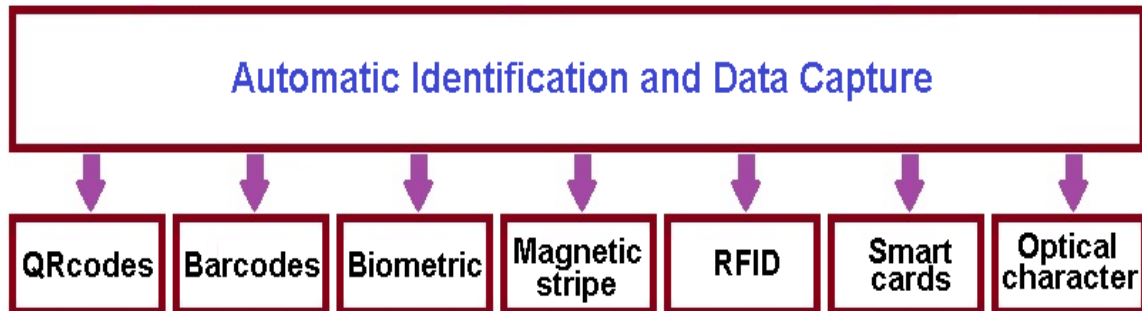 Automatic Identification and Data Capture
QRcodes
Barcodes
Biometric
Magnetic
stripe
RFID
Smart
cards
Optical
character